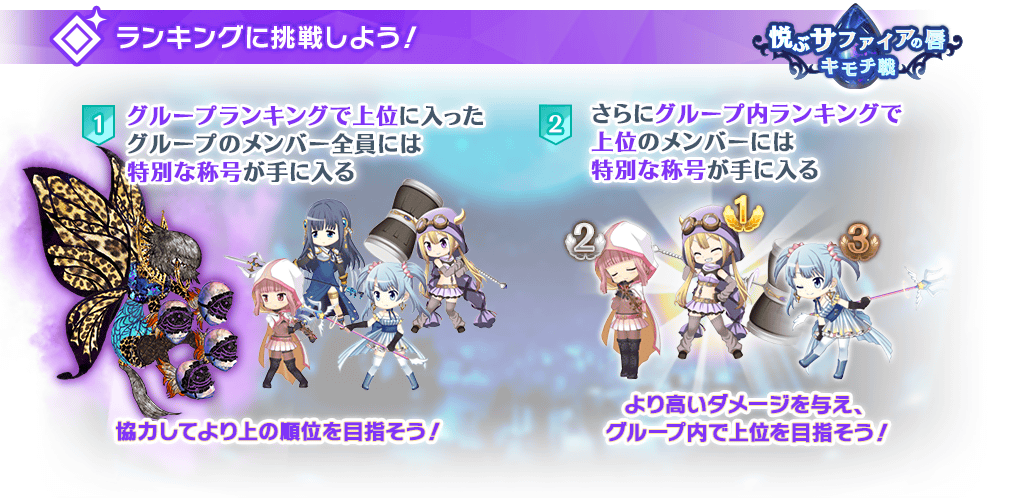 ランキングに挑戦しよう!
悦ぶサファイアの唇
キモチ戦
1
グループランキングで上位に入った
グループのメンバー全員には
特別な称号が手に入る
協力してより上の順位を目指そう!
2
さらにグループ内ランキングで
上位のメンバーには
特別な称号が手に入る
2
1
3
より高いダメージを与え、
グループ内で上位を目指そう!